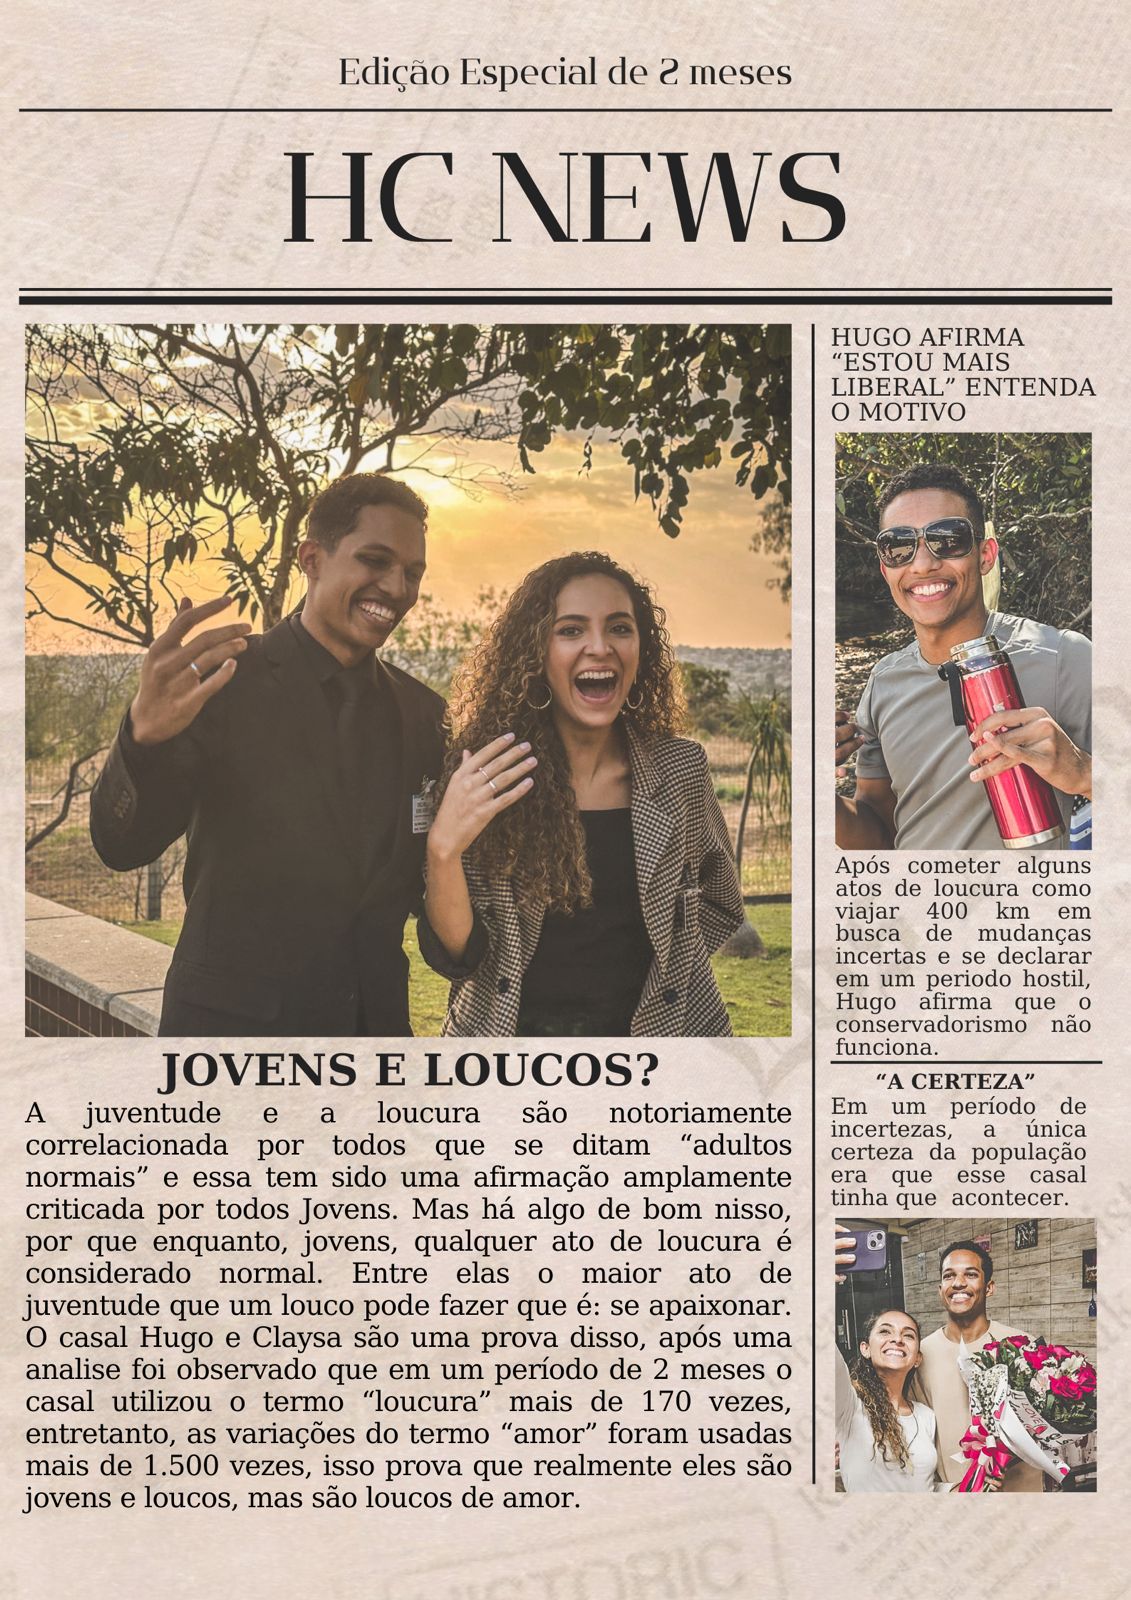 Edição Especial de 2 meses
HC NEWS
JOVENS E LOUCOS?
A juventude e a loucura são notoriamente
correlacionada por todos que se ditam “adultos
normais” e essa tem sido uma afirmação amplamente
criticada por todos Jovens. Mas há algo de bom nisso,
por que enquanto, jovens, qualquer ato de loucura é
considerado normal. Entre elas o maior ato de
juventude que um louco pode fazer que é: se apaixonar.
O casal Hugo e Claysa são uma prova disso, após uma
analise foi observado que em um período de 2 meses o
casal utilizou o termo “loucura” mais de 170 vezes,
entretanto, as variações do termo “amor” foram usadas
mais de 1.500 vezes, isso prova que realmente eles são
jovens e loucos, mas são loucos de amor.
HUGO AFIRMA
“ESTOU MAIS
LIBERAL” ENTENDA
O MOTIVO
Após cometer alguns
atos de loucura como
viajar 400 km em
busca de mudanças
incertas e se declarar
em um periodo hostil,
Hugo afirma que o
conservadorismo não
funciona.
“A CERTEZA”
Em um período de
incertezas, a única
certeza da população
era que esse casal
tinha que acontecer.